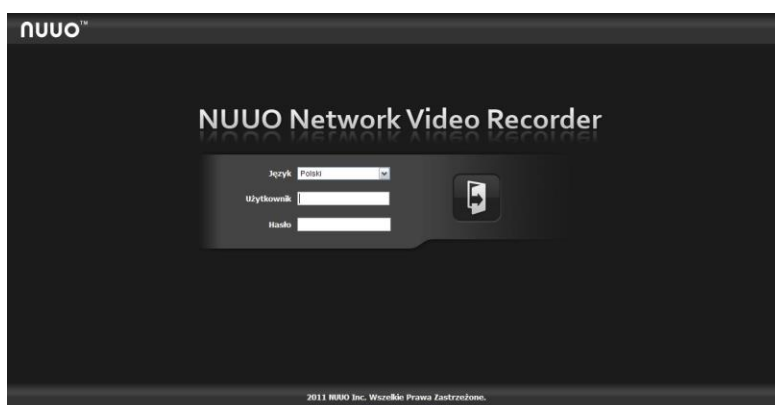 nuuo™
NUUO Network Video Recorder
Język Polski
Użytkownik
Hasło
2011 NUUO Inc. Wszelkie Prawa Zastrzeżone.